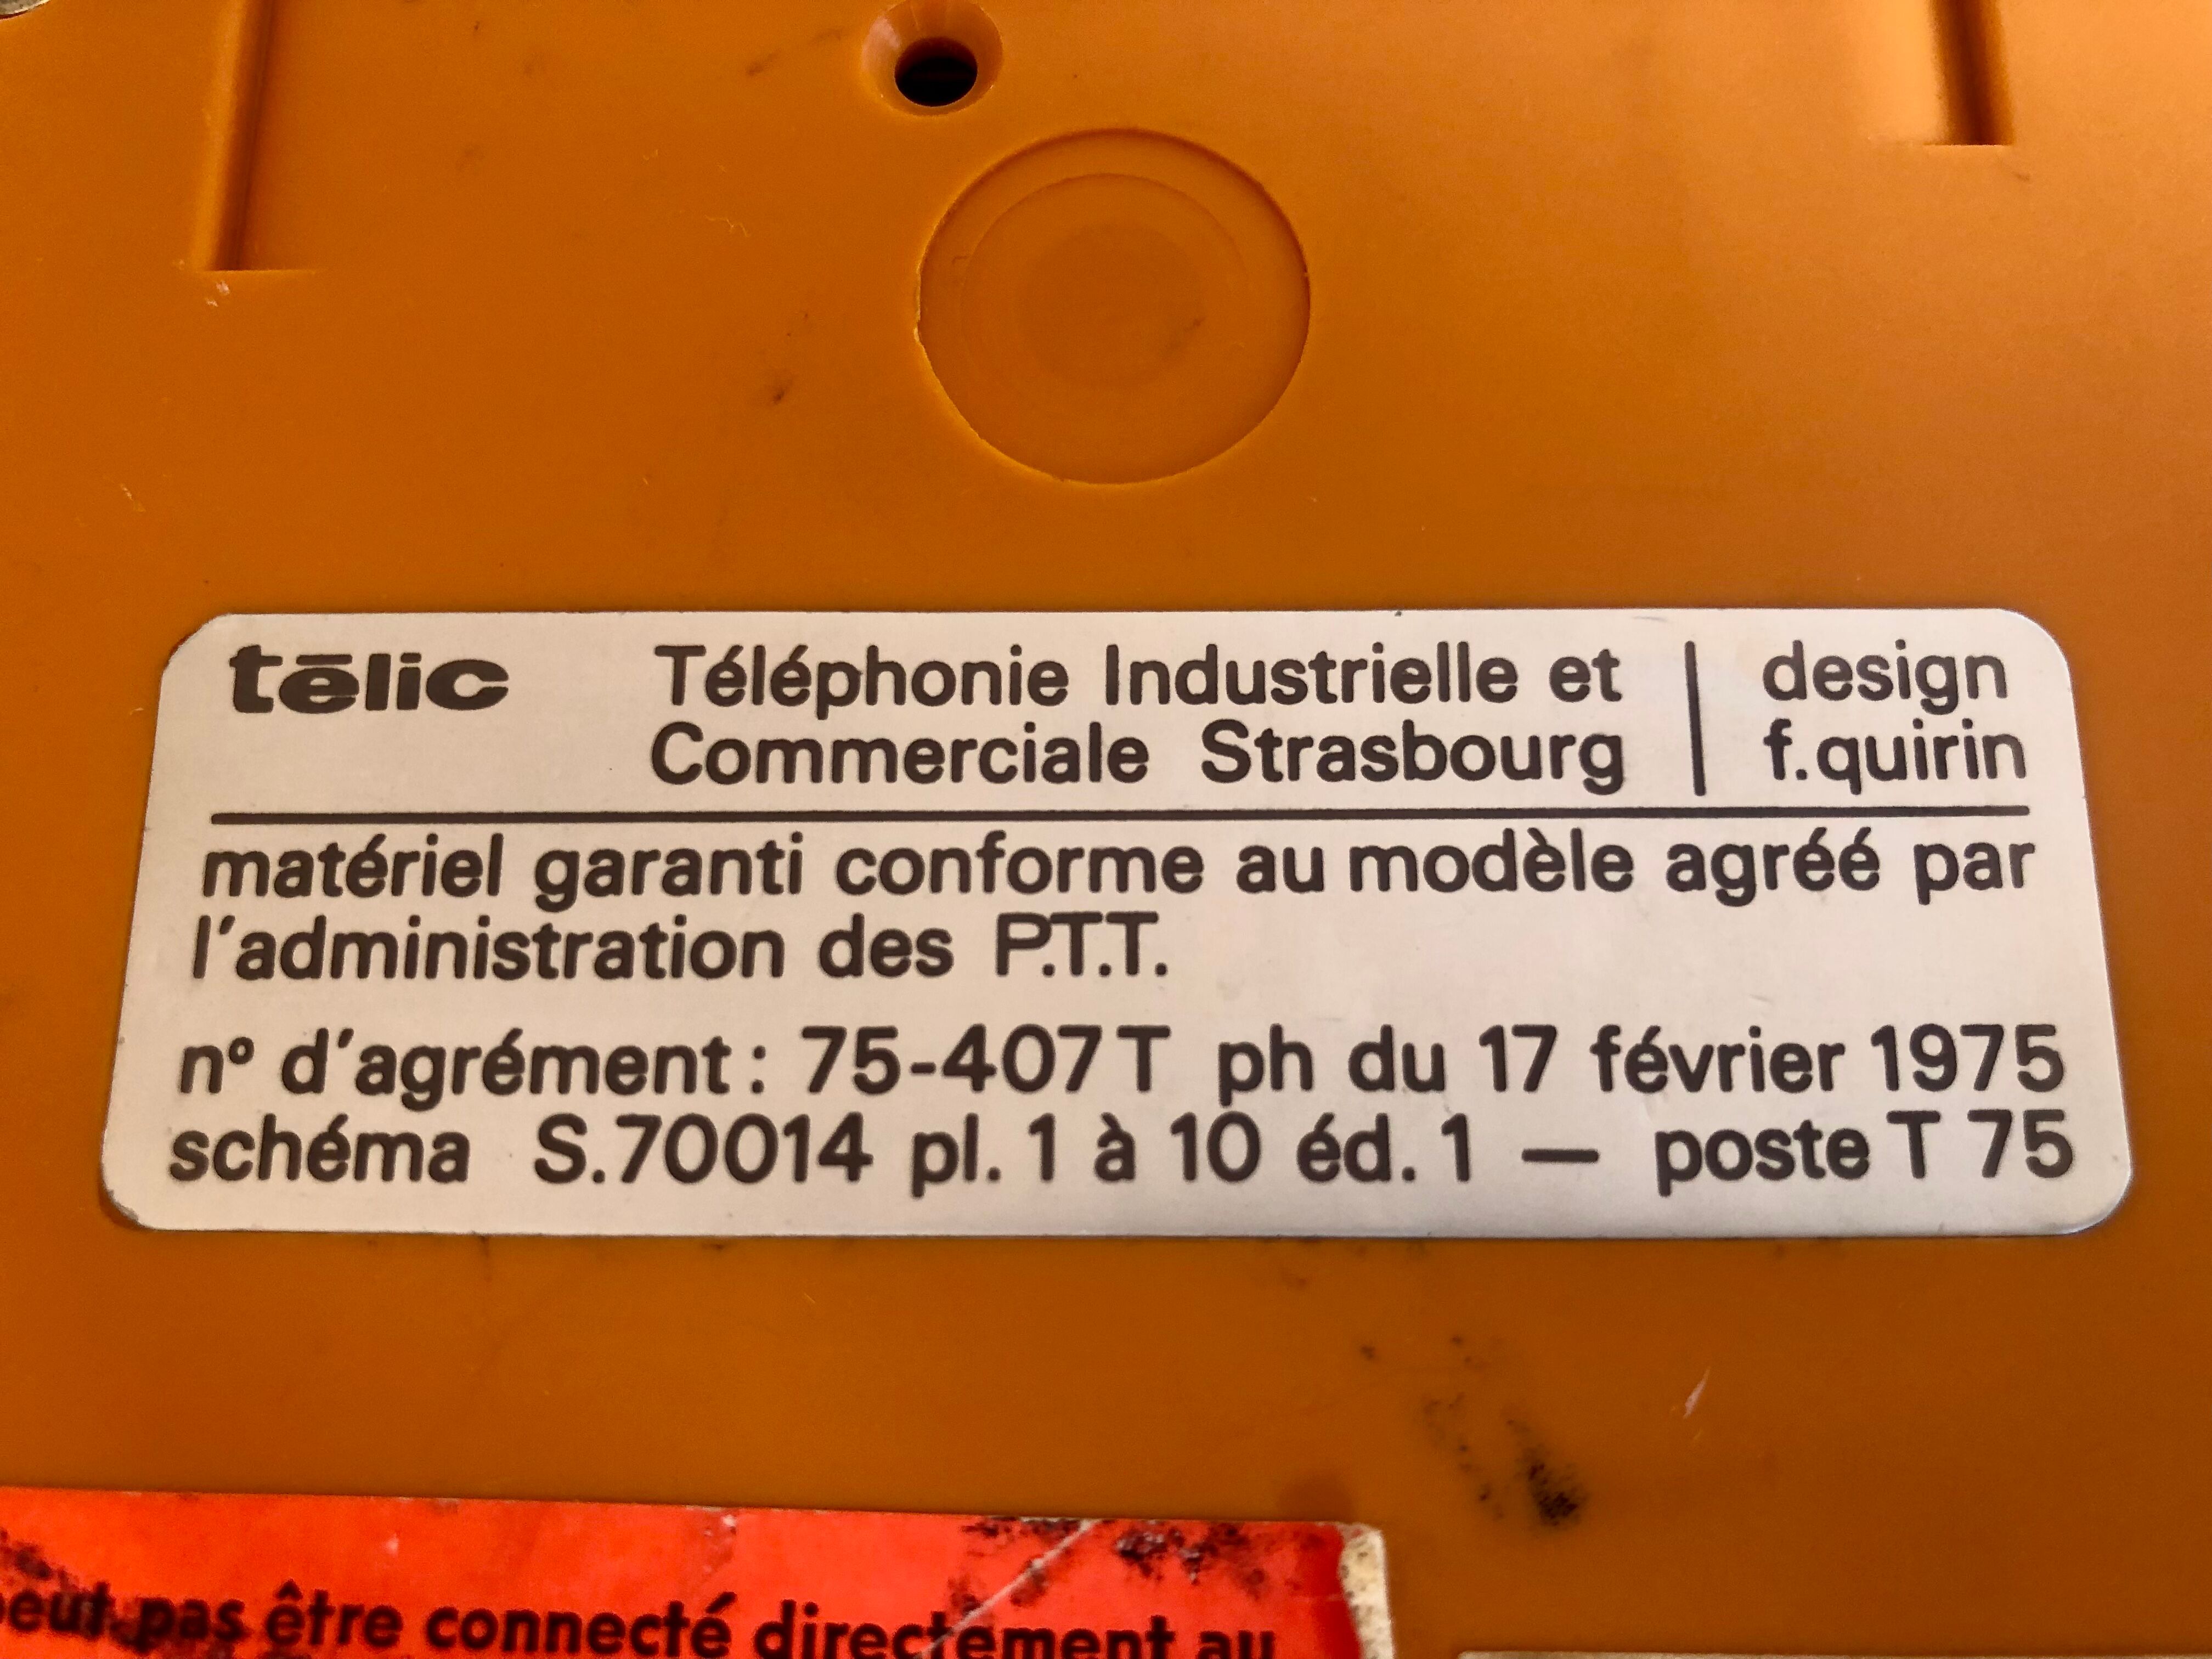 tēlic
Téléphonie Industrielle et
Commerciale Strasbourg
design
f.quirin
matériel garanti conforme au modèle agréé par
l'administration des P.T.T.
n° d'agrément : 75-407 T ph du 17 février 1975
schéma S.70014 pl. 1 à 10 éd. 1 — poste T 75
pas être connecté directement au